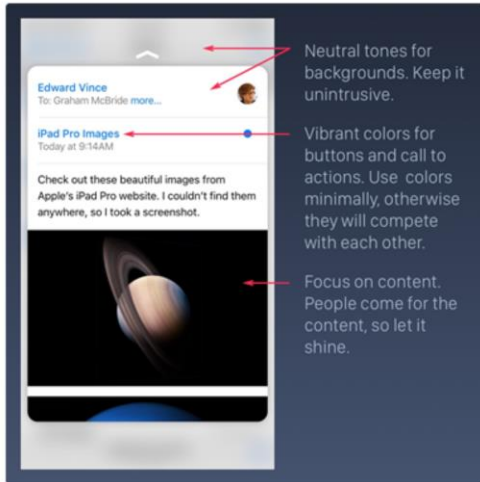 Edward Vince
To: Graham McBride more...
iPad Pro Images
Today at 9:14AM
Check out these beautiful images from
Apple's iPad Pro website. I couldn't find them
anywhere, so I took a screenshot.
Neutral tones for
backgrounds. Keep it
unintrusive.
Vibrant colors for
buttons and call to
actions. Use colors
minimally, otherwise
they will compete
with each other.
Focus on content.
People come for the
content, so let it
shine.